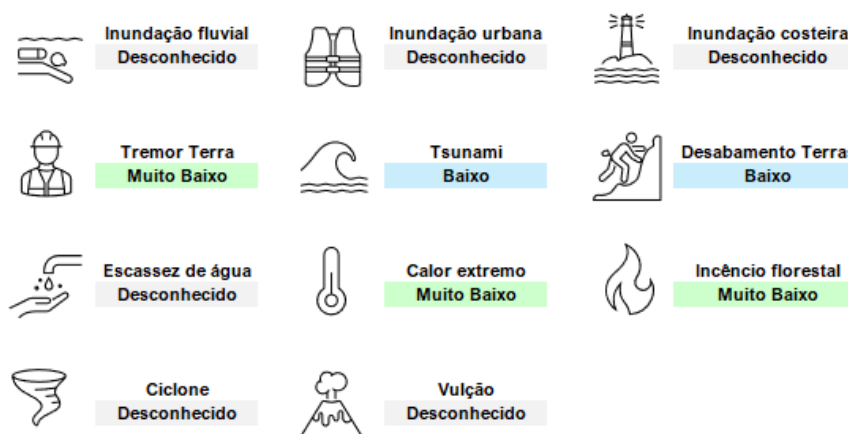 Inundação fluvial
Desconhecido
Inundação urbana
Desconhecido
Inundação costeira
Desconhecido
Tremor Terra
Muito Baixo
Tsunami
Baixo
Desabamento Terras
Baixo
Escassez de água
Desconhecido
Calor extremo
Muito Baixo
Incêncio florestal
Muito Baixo
Ciclone
Desconhecido
Vulção
Desconhecido